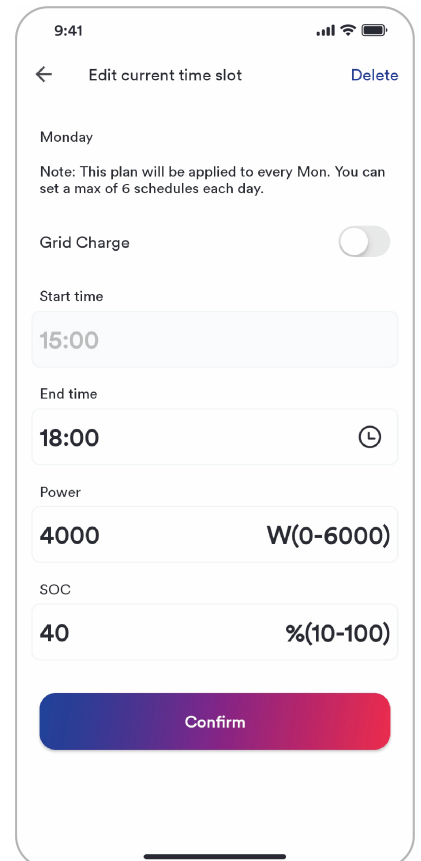 9:41
Edit current time slot
Delete
Monday
Note: This plan will be applied to every Mon. You can
set a max of 6 schedules each day.
Grid Charge
Start time
15:00
End time
18:00
Power
4000 W(0-6000)
SOC
40 %(10-100)
Confirm